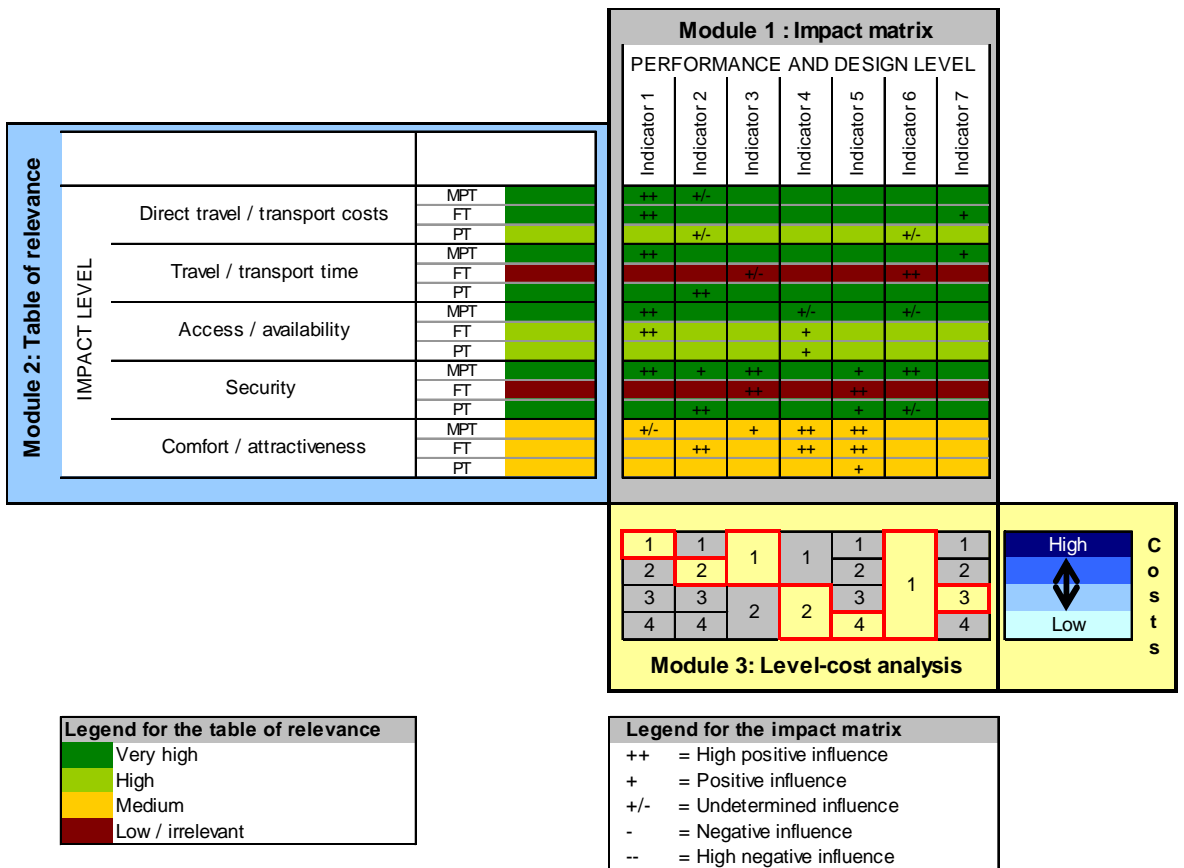 Module 1 : Impact matrix
PERFORMANCE AND DESIGN LEVEL
Indicator 1
Indicator 2
Indicator 3
Indicator 4
Indicator 5
Indicator 6
Indicator 7
Module 2: Table of relevance
IMPACT LEVEL
Direct travel / transport costs
MPT ++ +/-
FT ++ +
PT +/- +/-
Travel / transport time
MPT ++ +
FT +/- ++
PT ++
Access / availability
MPT ++ +/- +/-
FT ++ +
PT +
Security
MPT ++ + ++ + ++
FT ++ ++
PT ++ + +/-
Comfort / attractiveness
MPT +/- + ++ ++
FT ++ ++ ++
PT +
1 1 1 1 1 1 1
2 2 2 2
3 3 2 2 3 3
4 4 4 4
Module 3: Level-cost analysis
High
Low
Costs
Legend for the table of relevance
Very high
High
Medium
Low / irrelevant
Legend for the impact matrix
++ = High positive influence
+ = Positive influence
+/- = Undetermined influence
- = Negative influence
-- = High negative influence